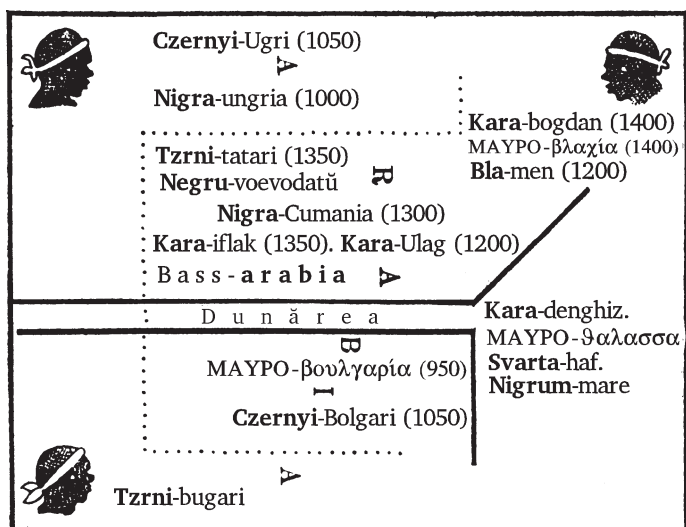 Czernyi-Ugri (1050)
A
Nigra-ungria (1000)
Kara-bogdan (1400)
ΜΑΥΡΟ-βλαχία (1400)
Bla-men (1200)
Tzrni-tatari (1350)
Negru-voevodatŭ
R
Nigra-Cumania (1300)
Kara-iflak (1350). Kara-Ulag (1200)
Bass-arabia
A
Dunărea
Kara-denghiz.
ΜΑΥΡΟ-ϑαλασσα
Svarta-haf.
Nigrum-mare
B
ΜΑΥΡΟ-βουλγαρία (950)
I
Czernyi-Bolgari (1050)
A
Tzrni-bugari